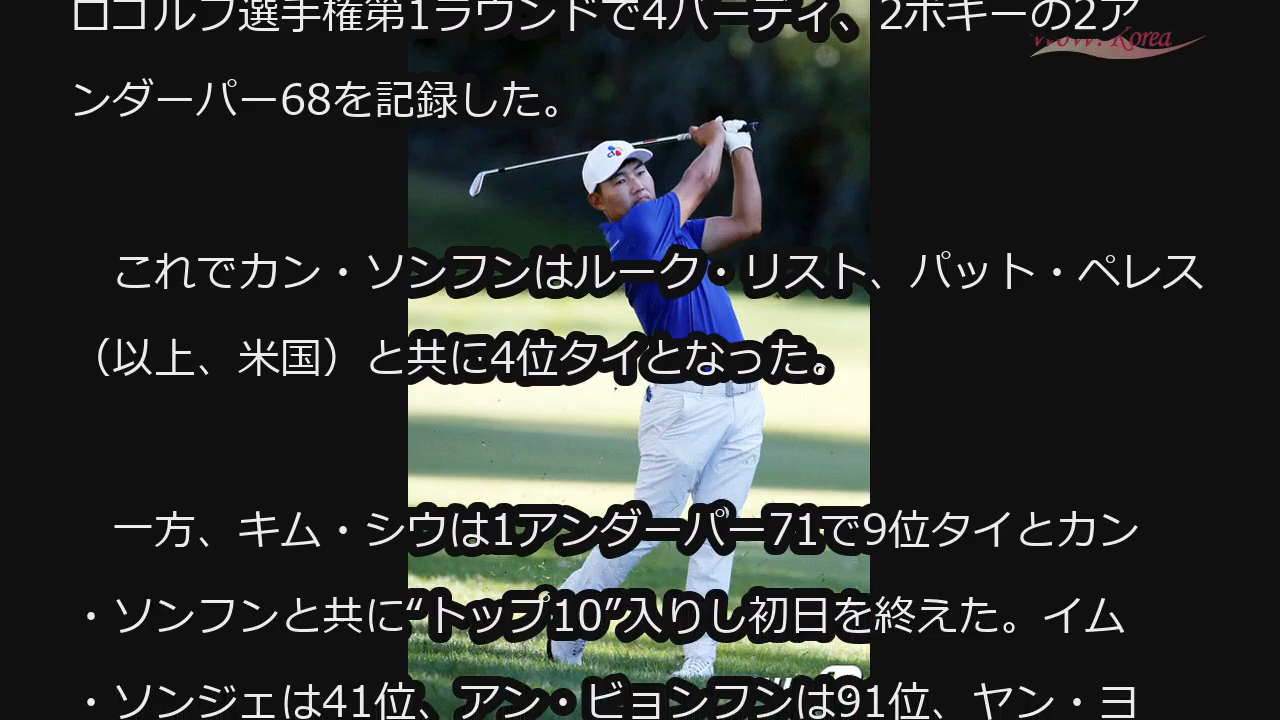 ロゴルフ選手権第1ラウンドで4バーディ、2ボギーの2ア
WoW! Korea
ンダーパー68を記録した。
これでカン・ソンフンはルーク・リスト、パット・ペレス
（以上、米国）と共に4位タイとなった。
一方、キム・シウは1アンダーパー71で9位タイとカン
・ソンフンと共に“トップ10”入りし初日を終えた。イム
・ソンジェは41位、アン・ビョンフンは91位、ヤン・ヨ